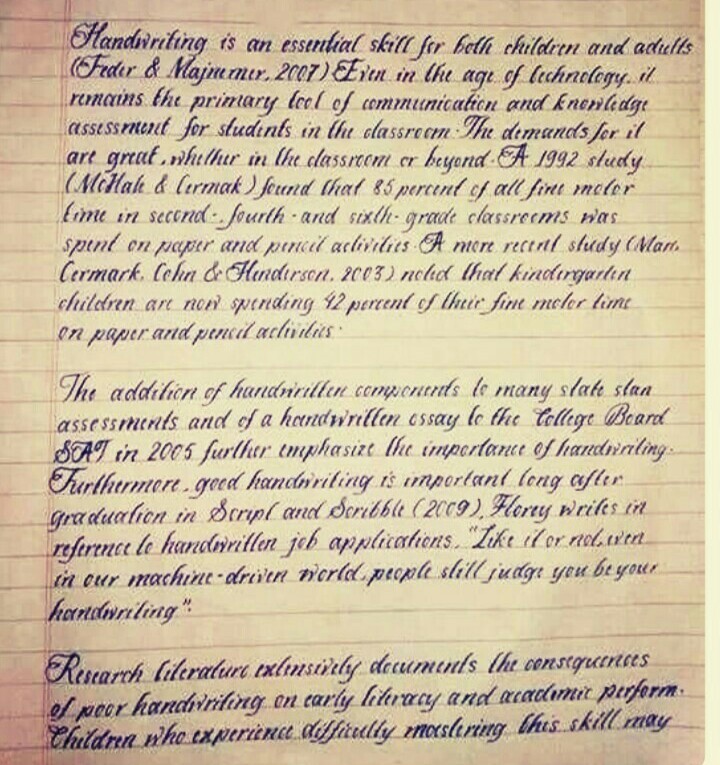 Handwriting is an essential skill for both children and adults
(Feder & Majnemer, 2007) Even in the age of technology, it
remains the primary tool of communication and knowledge
assessment for students in the classroom. The demands for it
are great, whether in the classroom or beyond. A 1992 study
(McHale & Cermak) found that 85 percent of all fine motor
time in second-, fourth-and sixth-grade classrooms was
spent on paper and pencil activities. A more recent study (Marr,
Cermark, Cohn & Henderson, 2003) noted that kindergarten
children are now spending 42 percent of their fine motor time
on paper and pencil activities.
The addition of handwritten components to many state stan
assessments and of a handwritten essay to the College Board
SAT in 2005 further emphasize the importance of handwriting.
Furthermore, good handwriting is important long after
graduation in Script and Scribble (2009), Florey writes in
reference to handwritten job applications, "Like it or not, even
in our machine-driven world, people still judge you be your
handwriting".
Research literature extensively documents the consequences
of poor handwriting on early literacy and academic perform.
Children who experience difficulty mastering this skill may